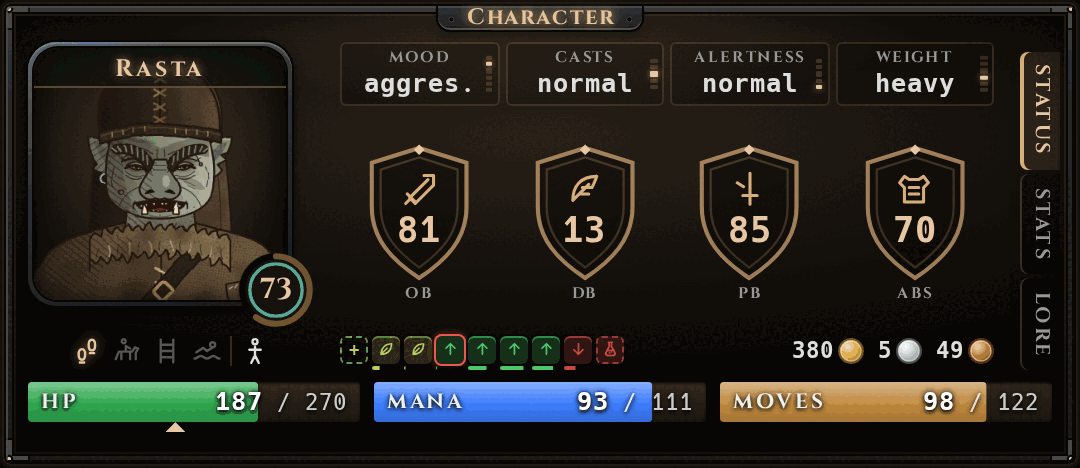 CHARACTER
RASTA
MOOD
aggres.
CASTS
normal
ALERTNESS
normal
WEIGHT
heavy
STATUS
STATS
LORE
81
13
85
70
OB
DB
PB
ABS
73
380
5
49
HP
187 / 270
MANA
93 / 111
MOVES
98 / 122